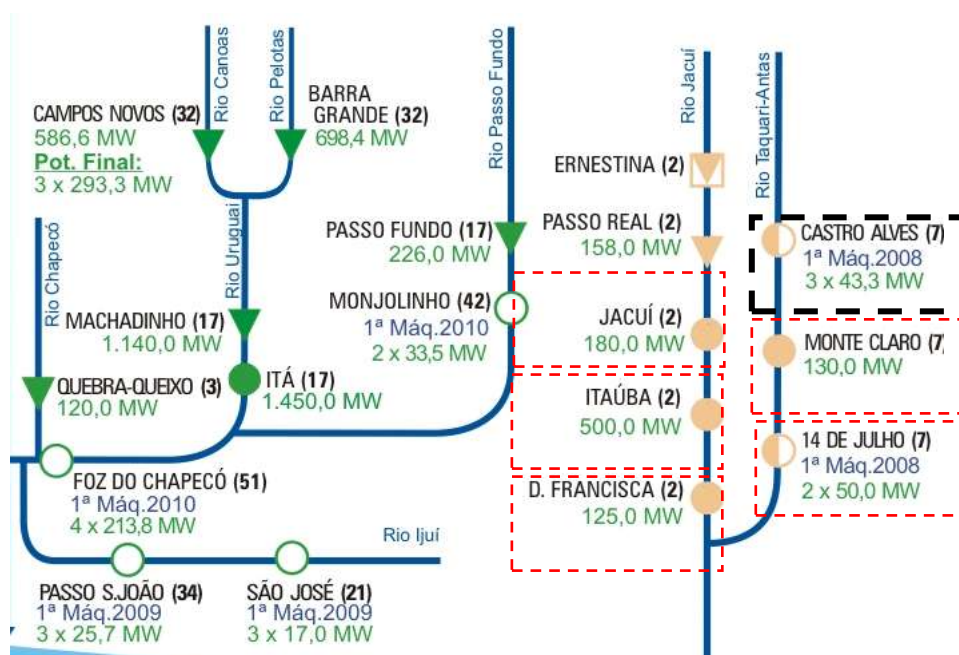 Rio Canoas
Rio Pelotas
CAMPOS NOVOS (32)
586,6 MW
Pot. Final:
3 x 293,3 MW
BARRA
GRANDE (32)
698,4 MW
Rio Passo Fundo
Rio Jacuí
Rio Taquari-Antas
ERNESTINA (2)
PASSO REAL (2)
158,0 MW
CASTRO ALVES (7)
1ª Máq.2008
3 x 43,3 MW
Rio Chapecó
Rio Uruguai
PASSO FUNDO (17)
226,0 MW
MONJOLINHO (42)
1ª Máq.2010
2 x 33,5 MW
JACUÍ (2)
180,0 MW
MONTE CLARO (7)
130,0 MW
MACHADINHO (17)
1.140,0 MW
QUEBRA-QUEIXO (3)
120,0 MW
ITÁ (17)
1.450,0 MW
ITAÚBA (2)
500,0 MW
14 DE JULHO (7)
1ª Máq.2008
2 x 50,0 MW
FOZ DO CHAPECÓ (51)
1ª Máq.2010
4 x 213,8 MW
D. FRANCISCA (2)
125,0 MW
Rio Ijuí
PASSO S.JOÃO (34)
1ª Máq.2009
3 x 25,7 MW
SÃO JOSÉ (21)
1ª Máq.2009
3 x 17,0 MW